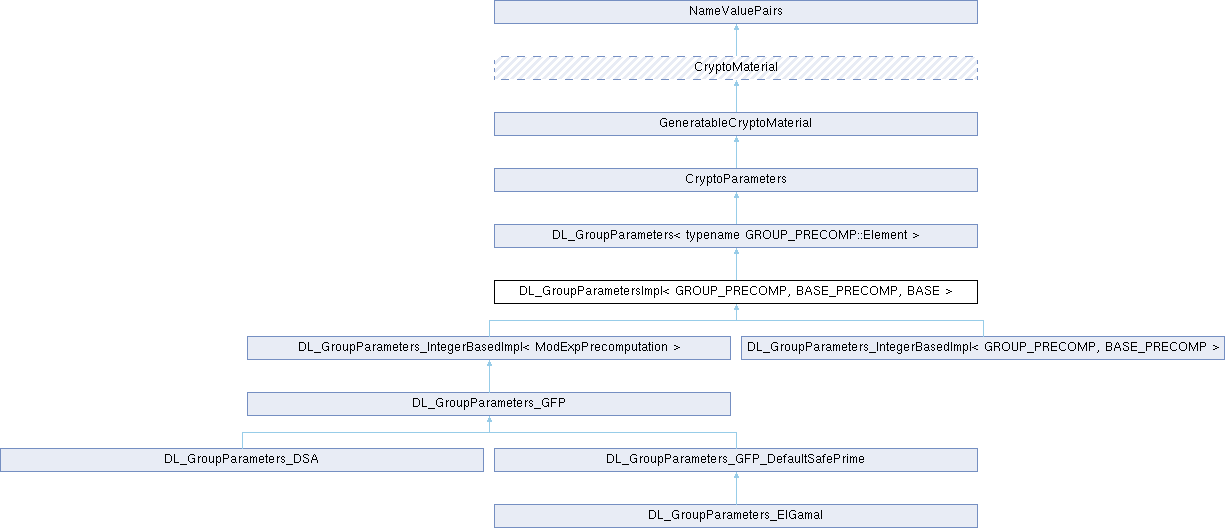 NameValuePairs
CryptoMaterial
GeneratableCryptoMaterial
CryptoParameters
DL_GroupParameters< typename GROUP_PRECOMP::Element >
DL_GroupParametersImpl< GROUP_PRECOMP, BASE_PRECOMP, BASE >
DL_GroupParameters_IntegerBasedImpl< ModExpPrecomputation >
DL_GroupParameters_IntegerBasedImpl< GROUP_PRECOMP, BASE_PRECOMP >
DL_GroupParameters_GFP
DL_GroupParameters_DSA
DL_GroupParameters_GFP_DefaultSafePrime
DL_GroupParameters_ElGamal